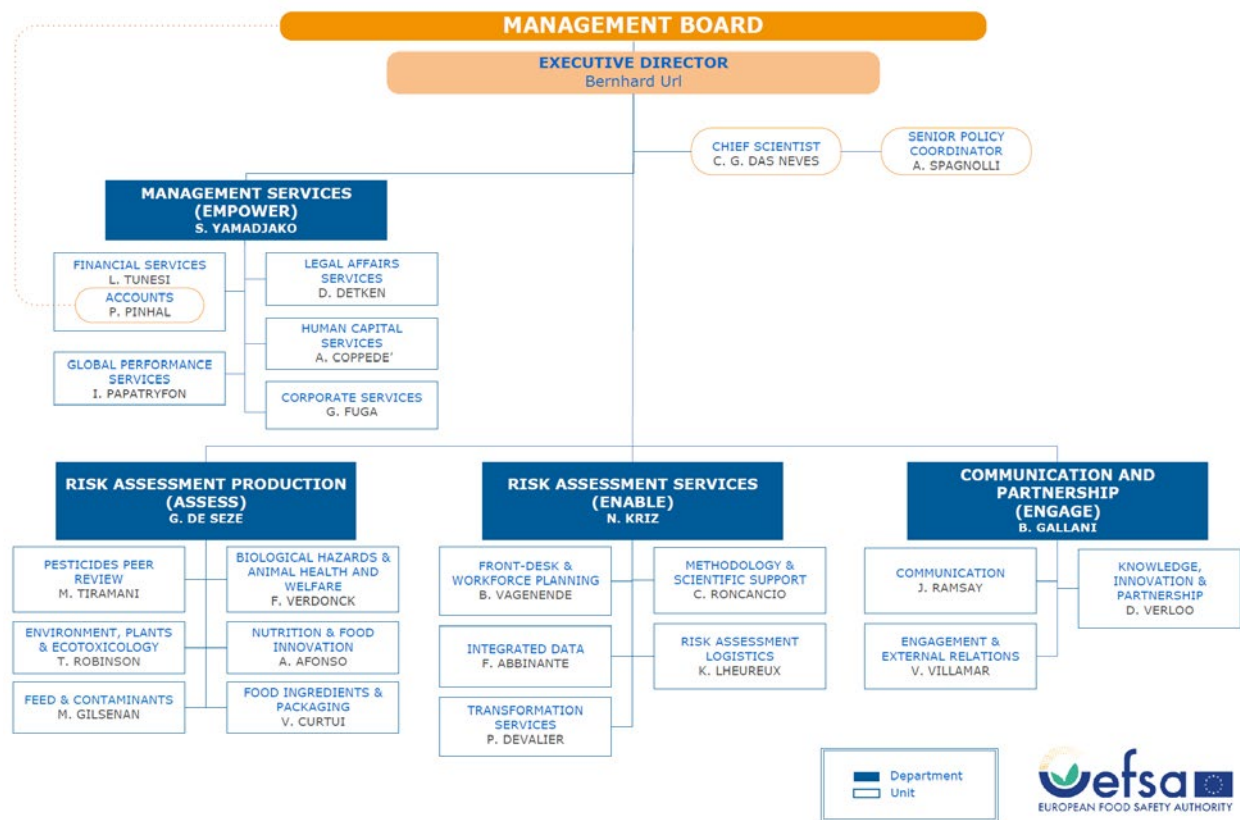 MANAGEMENT BOARD
EXECUTIVE DIRECTOR
Bernhard Url
CHIEF SCIENTIST
C. G. DAS NEVES
SENIOR POLICY
COORDINATOR
A. SPAGNOLLI
MANAGEMENT SERVICES
(EMPOWER)
S. YAMADJAKO
FINANCIAL SERVICES
L. TUNESI
ACCOUNTS
P. PINHAL
LEGAL AFFAIRS
SERVICES
D. DETKEN
HUMAN CAPITAL
SERVICES
A. COPPEDE'
GLOBAL PERFORMANCE
SERVICES
I. PAPATRYFON
CORPORATE SERVICES
G. FUGA
RISK ASSESSMENT PRODUCTION
(ASSESS)
G. DE SEZE
PESTICIDES PEER
REVIEW
M. TIRAMANI
BIOLOGICAL HAZARDS &
ANIMAL HEALTH AND
WELFARE
F. VERDONCK
ENVIRONMENT, PLANTS
& ECOTOXICOLOGY
T. ROBINSON
NUTRITION & FOOD
INNOVATION
A. AFONSO
FEED & CONTAMINANTS
M. GILSENAN
FOOD INGREDIENTS &
PACKAGING
V. CURTUI
RISK ASSESSMENT SERVICES
(ENABLE)
N. KRIZ
FRONT-DESK &
WORKFORCE PLANNING
B. VAGENENDE
METHODOLOGY &
SCIENTIFIC SUPPORT
C. RONCANCIO
INTEGRATED DATA
F. ABBINANTE
RISK ASSESSMENT
LOGISTICS
K. LHEUREUX
TRANSFORMATION
SERVICES
P. DEVALIER
COMMUNICATION AND
PARTNERSHIP
(ENGAGE)
B. GALLANI
COMMUNICATION
J. RAMSAY
KNOWLEDGE,
INNOVATION &
PARTNERSHIP
D. VERLOO
ENGAGEMENT &
EXTERNAL RELATIONS
V. VILLAMAR
Department
Unit
efsa
EUROPEAN FOOD SAFETY AUTHORITY